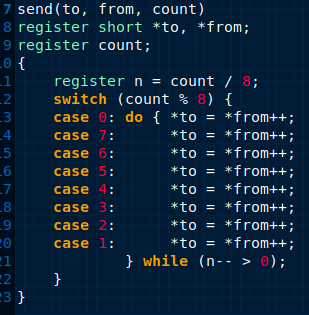 7 send(to, from, count)
8 register short *to, *from;
9 register count;
10 {
11     register n = count / 8;
12     switch (count % 8) {
13     case 0: do { *to = *from++;
14     case 7:      *to = *from++;
15     case 6:      *to = *from++;
16     case 5:      *to = *from++;
17     case 4:      *to = *from++;
18     case 3:      *to = *from++;
19     case 2:      *to = *from++;
20     case 1:      *to = *from++;
21             } while (n-- > 0);
22     }
23 }